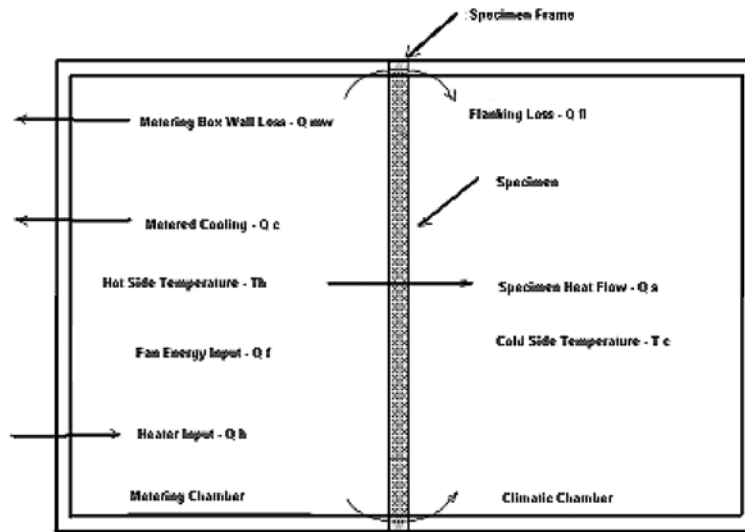 : Specimen Frame
Metering Box Wall Loss - Q mw
Flanking Loss - Q fl
Specimen
Metered Cooling - Q c
Hot Side Temperature - Th
Specimen Heat Flow - Q s
Fan Energy Input - Q f
Cold Side Temperature - T c
Heater Input - Q h
Metering Chamber
Climatic Chamber